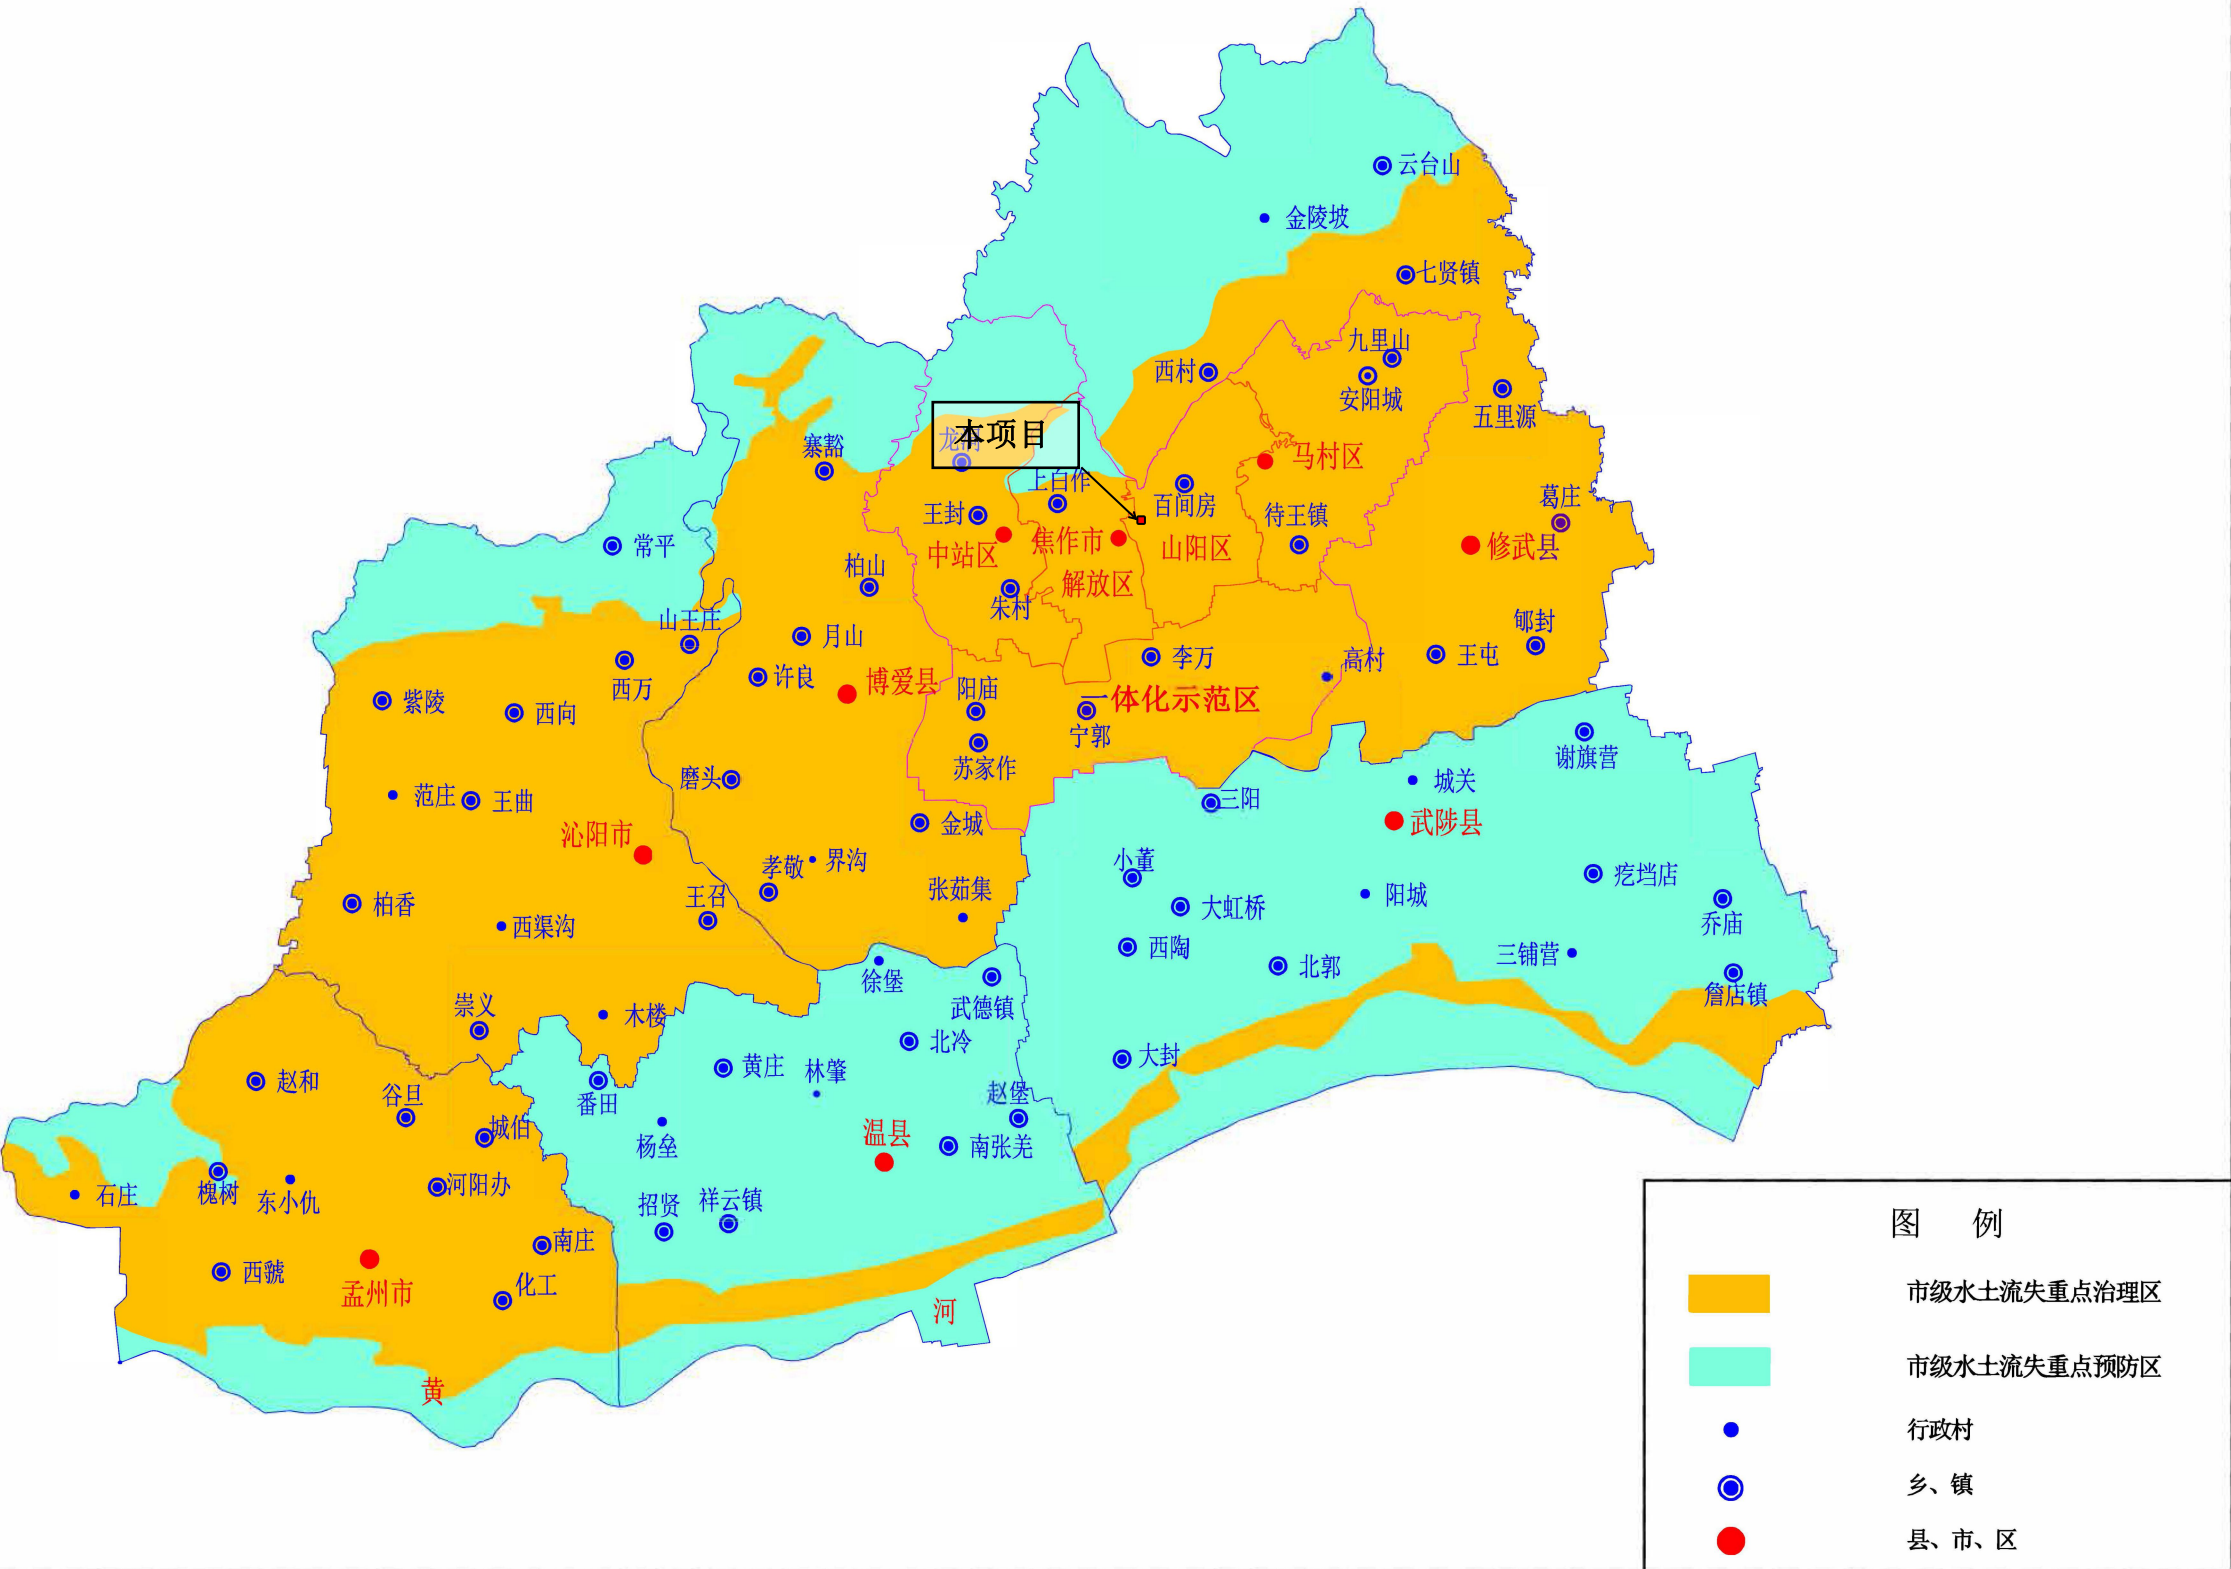 云台山
金陵坡
七贤镇
九里山
西村
安阳城
五里源
本项目
寨豁
马村区
上白作
百间房
葛庄
王封
待王镇
中站区
焦作市
山阳区
修武县
常平
柏山
解放区
朱村
山王庄
月山
郇封
李万
高村
王屯
西万
许良
博爱县
阳庙
一体化示范区
紫陵
西向
宁郭
谢旗营
苏家作
磨头
城关
范庄
王曲
三阳
沁阳市
金城
武陟县
孝敬
界沟
小董
疙垱店
王召
张茹集
阳城
柏香
大虹桥
乔庙
西渠沟
西陶
三铺营
北郭
徐堡
崇义
武德镇
詹店镇
木楼
北冷
大封
黄庄
林肇
赵和
谷旦
番田
赵堡
城伯
杨垒
温县
南张羌
河阳办
石庄
槐树
东小仇
招贤
祥云镇
南庄
西虢
化工
孟州市
河
黄
图 例
市级水土流失重点治理区
市级水土流失重点预防区
行政村
乡、镇
县、市、区